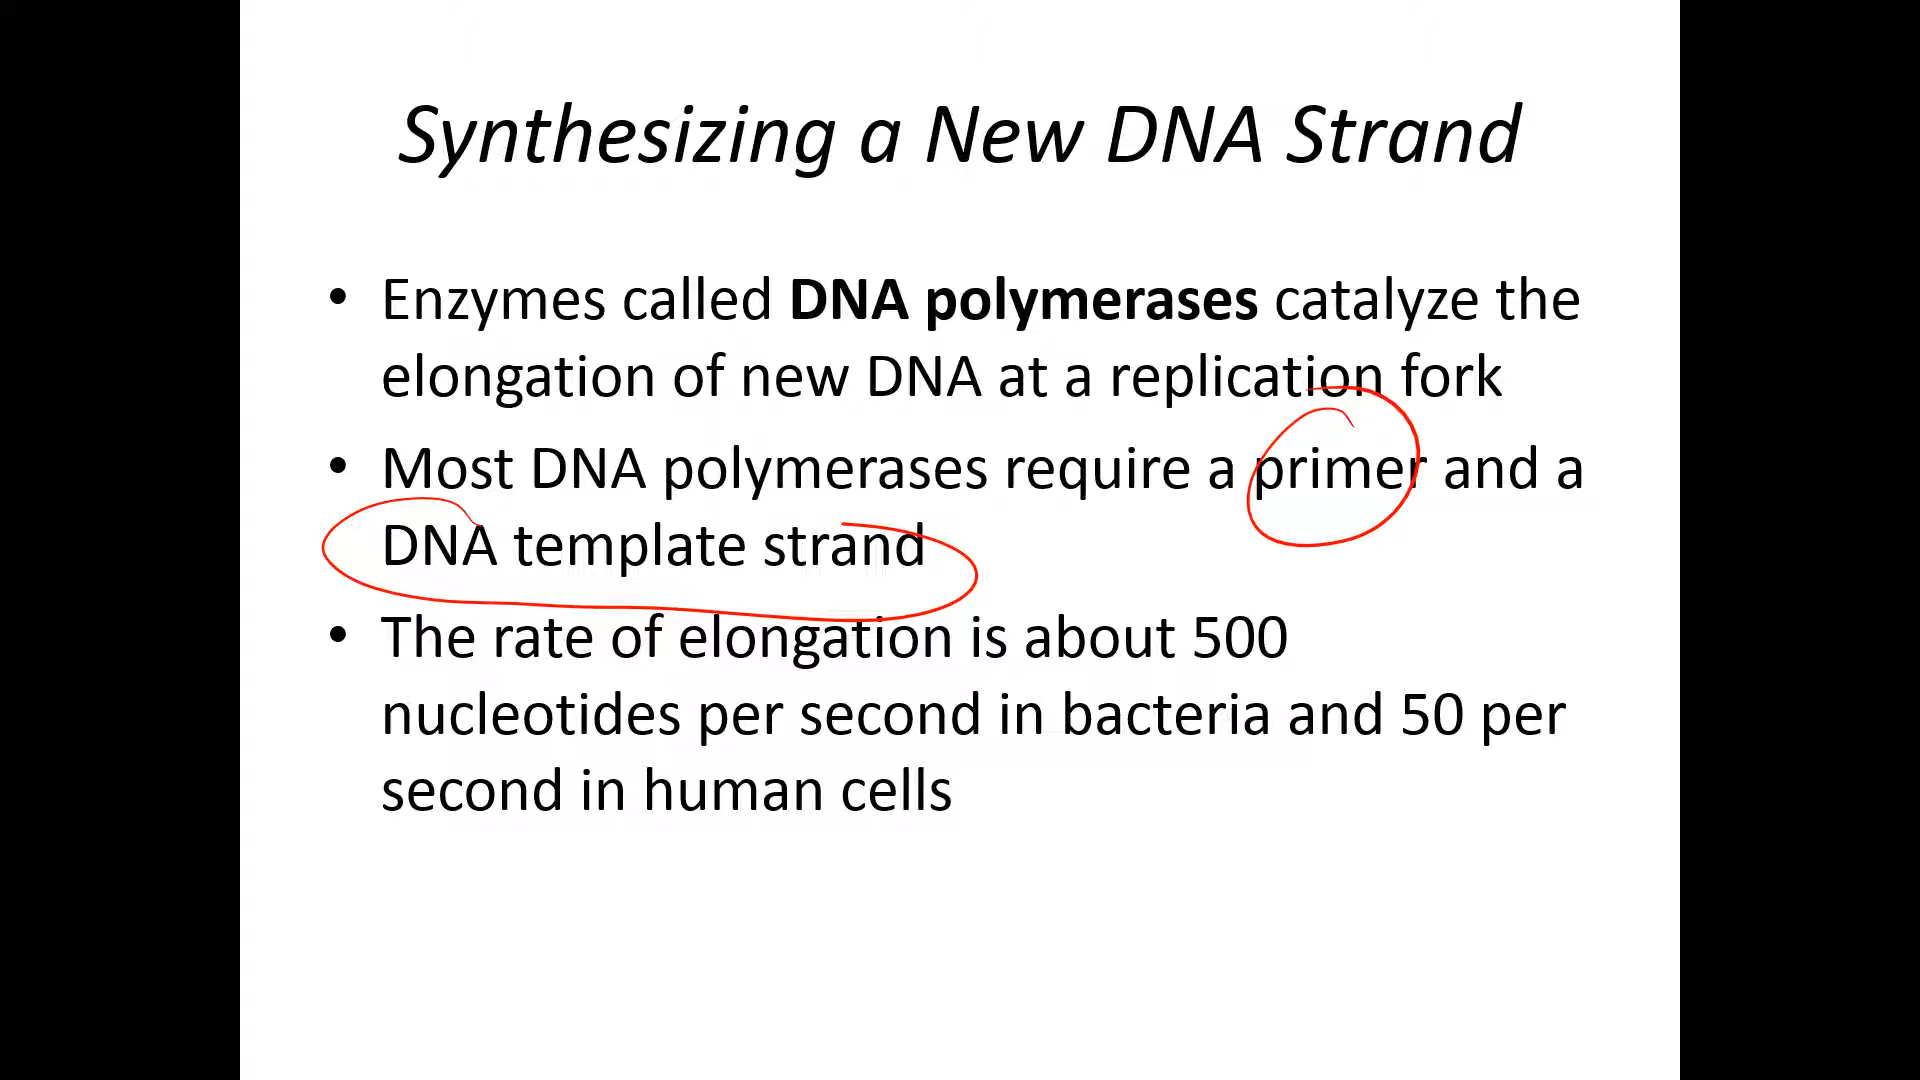 Synthesizing a New DNA Strand
• Enzymes called DNA polymerases catalyze the
elongation of new DNA at a replication fork
• Most DNA polymerases require a primer and a
DNA template strand
• The rate of elongation is about 500
nucleotides per second in bacteria and 50 per
second in human cells